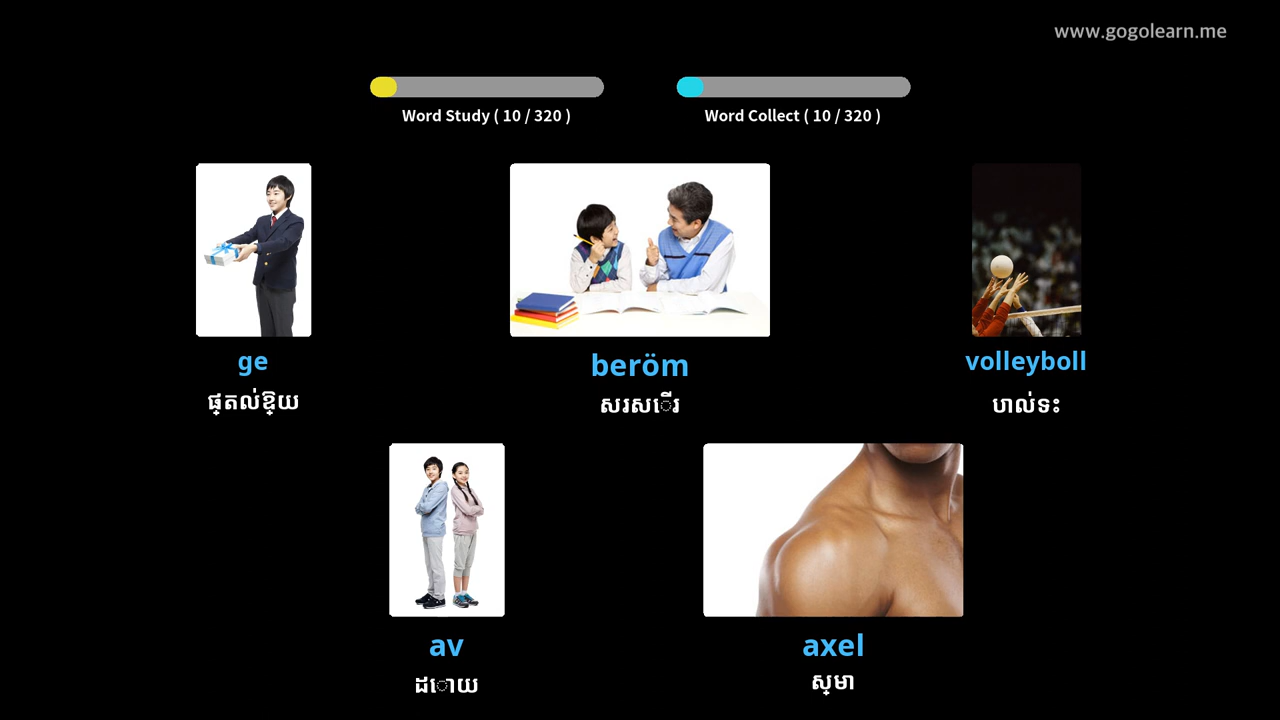 www.gogolearn.me
Word Study ( 10 / 320 )
Word Collect ( 10 / 320 )
ge
ផ្តល់ឱ្យ
beröm
សរសើរ
volleyboll
បាល់ទះ
av
ដោយ
axel
ស្មា